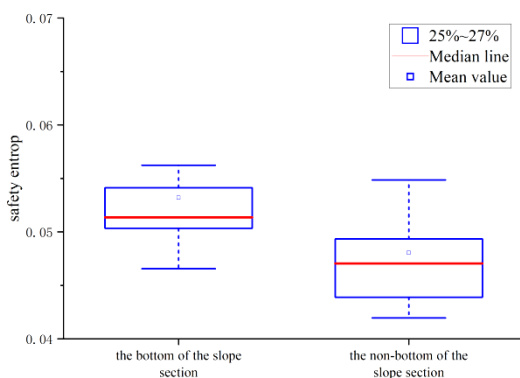 0. 07
25%~27%
Median line
Mean value
0. 06
safety entrop
0. 05
0. 04
the bottom of the slope
section
the non-bottom of the
slope section